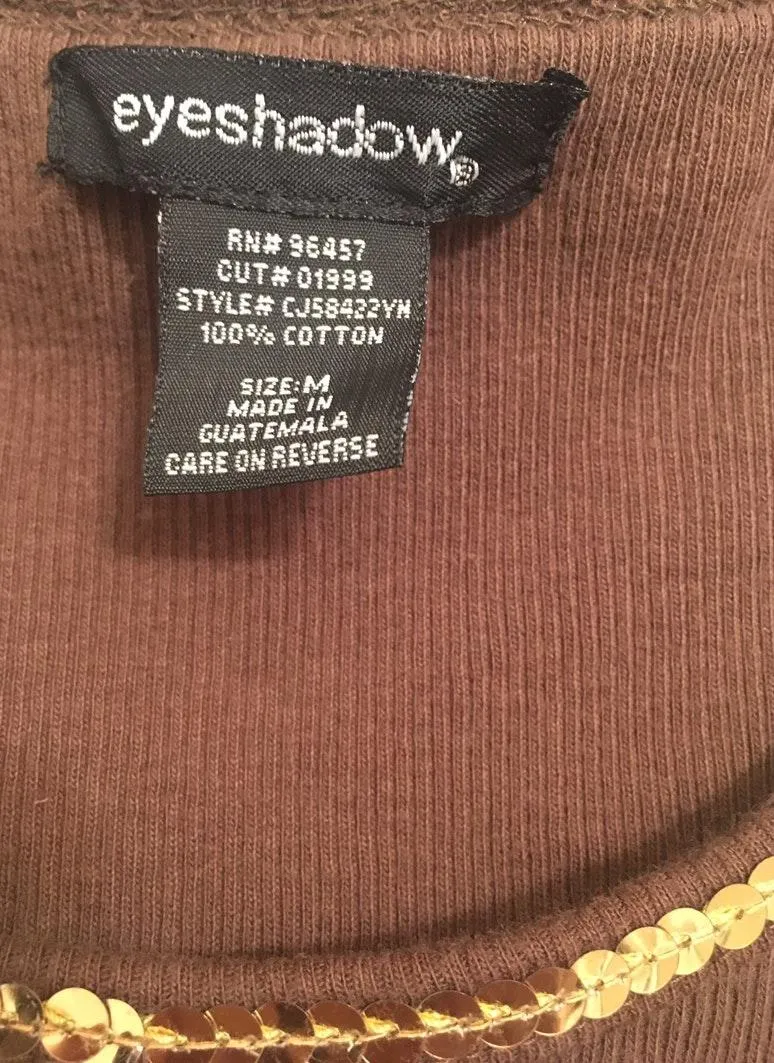 eyeshadow®
RN# 96457
CUT# 01999
STYLE# CJ58422YM
100% COTTON
SIZE: M
MADE IN
GUATEMALA
CARE ON REVERSE